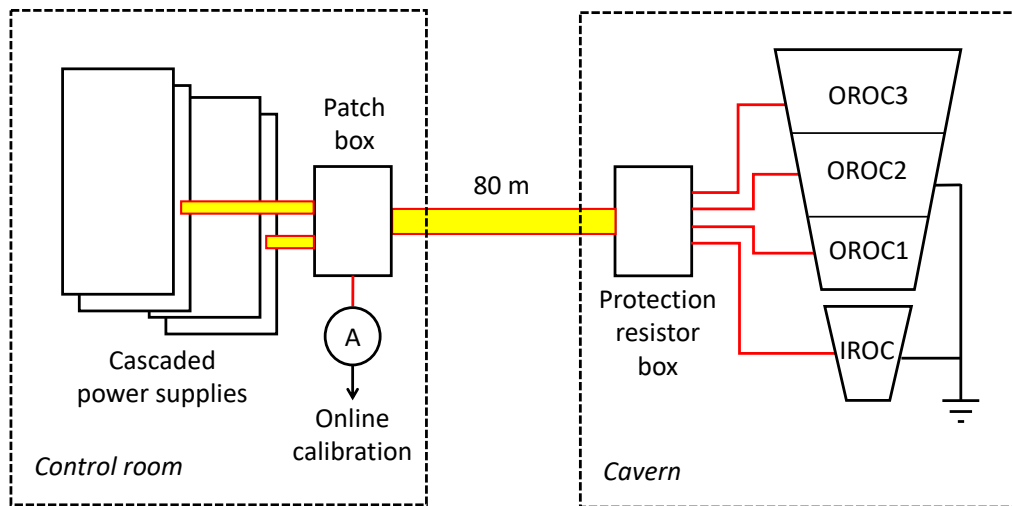 Patch
box
80 m
OROC3
OROC2
OROC1
IROC
Protection
resistor
box
A
Cascaded
power supplies
Online
calibration
Control room
Cavern